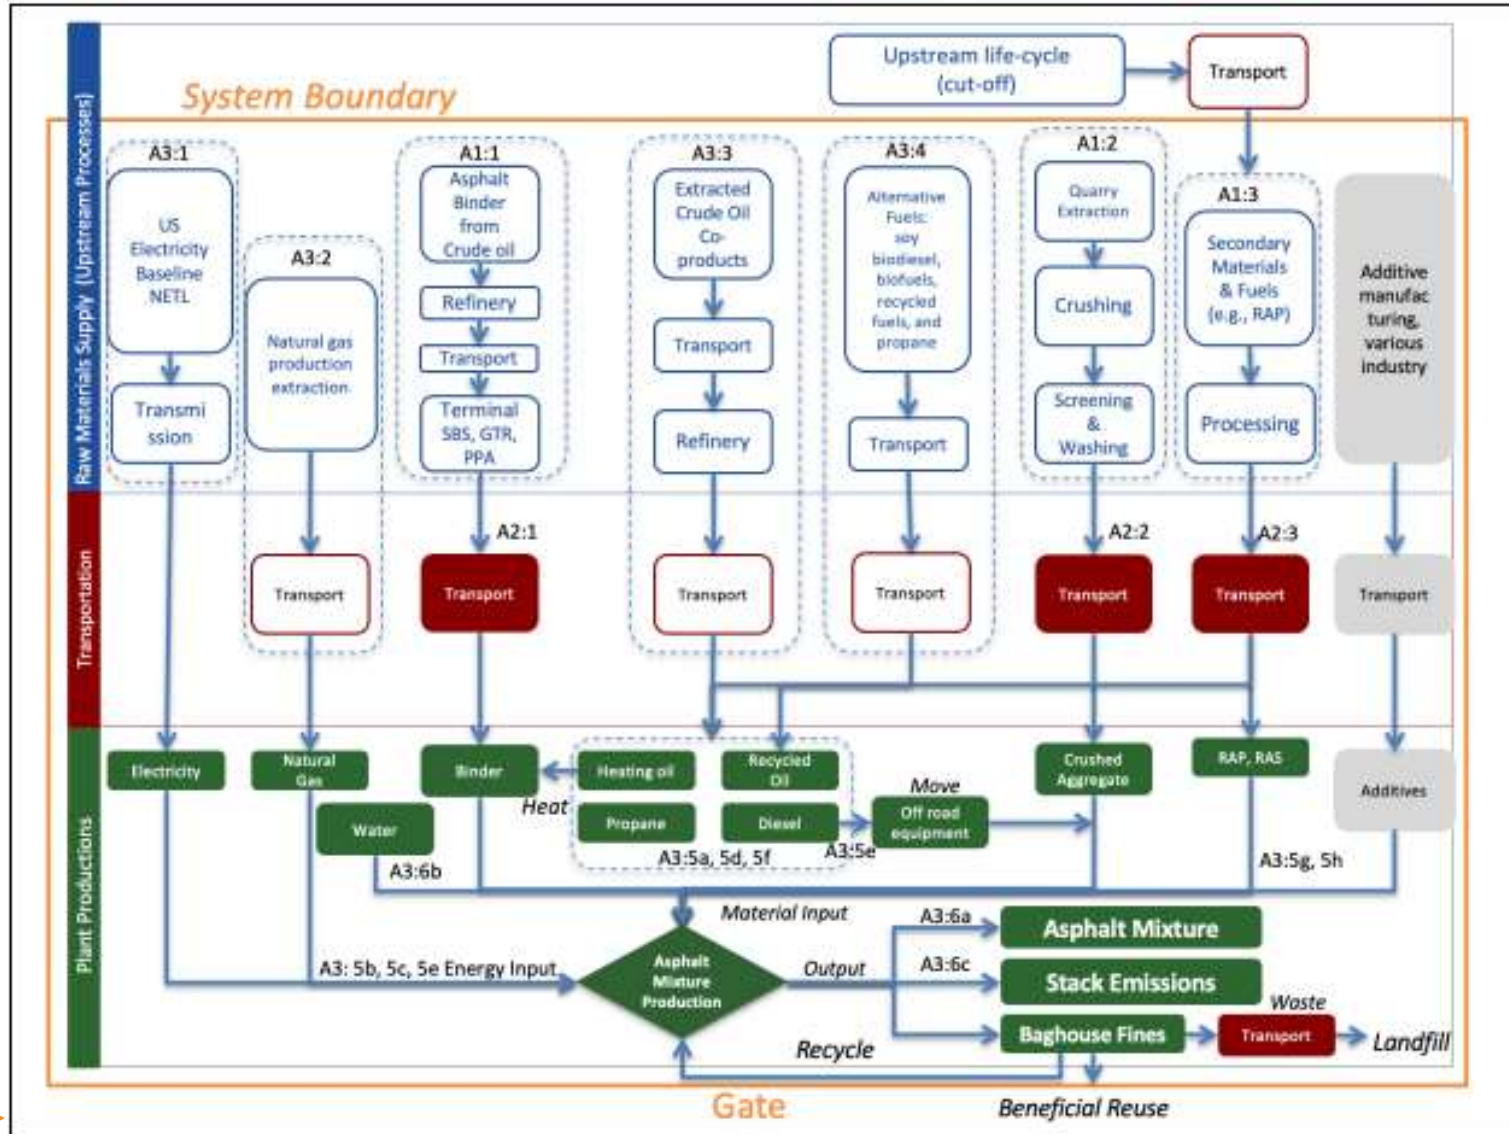 Upstream life-cycle
(cut-off)
Transport
System Boundary
Raw Materials Supply (Upstream Processes)
A3:1
US
Electricity
Baseline
NETL
Transmi
ssion
A3:2
Natural gas
production
extraction
A1:1
Asphalt
Binder
from
Crude oil
Refinery
Transport
Terminal
SBS, GTR,
PPA
A3:3
Extracted
Crude Oil
Co-
products
Transport
Refinery
A3:4
Alternative
Fuels:
soy
biodiesel,
biofuels,
recycled
fuels, and
propane
Transport
A1:2
Quarry
Extraction
Crushing
Screening
&
Washing
A1:3
Secondary
Materials
& Fuels
(e.g., RAP)
Processing
Additive
manufac
turing,
various
industry
Transportation
A2:1
A2:2
A2:3
Transport
Transport
Transport
Transport
Transport
Transport
Transport
Plant Productions
Electricity
Natural
Gas
Binder
Heating oil
Recycled
Oil
Crushed
Aggregate
RAP, RAS
Additives
Water
Heat
Propane
Diesel
Move
Off road
equipment
A3:6b
A3:5a, 5d, 5f
A3:5e
A3:5g, 5h
Material Input
A3: 5b, 5c, 5e Energy Input
Asphalt
Mixture
Production
Output
A3:6a
Asphalt Mixture
A3:6c
Stack Emissions
Waste
Baghouse Fines
Transport
Landfill
Recycle
Gate
Beneficial Reuse